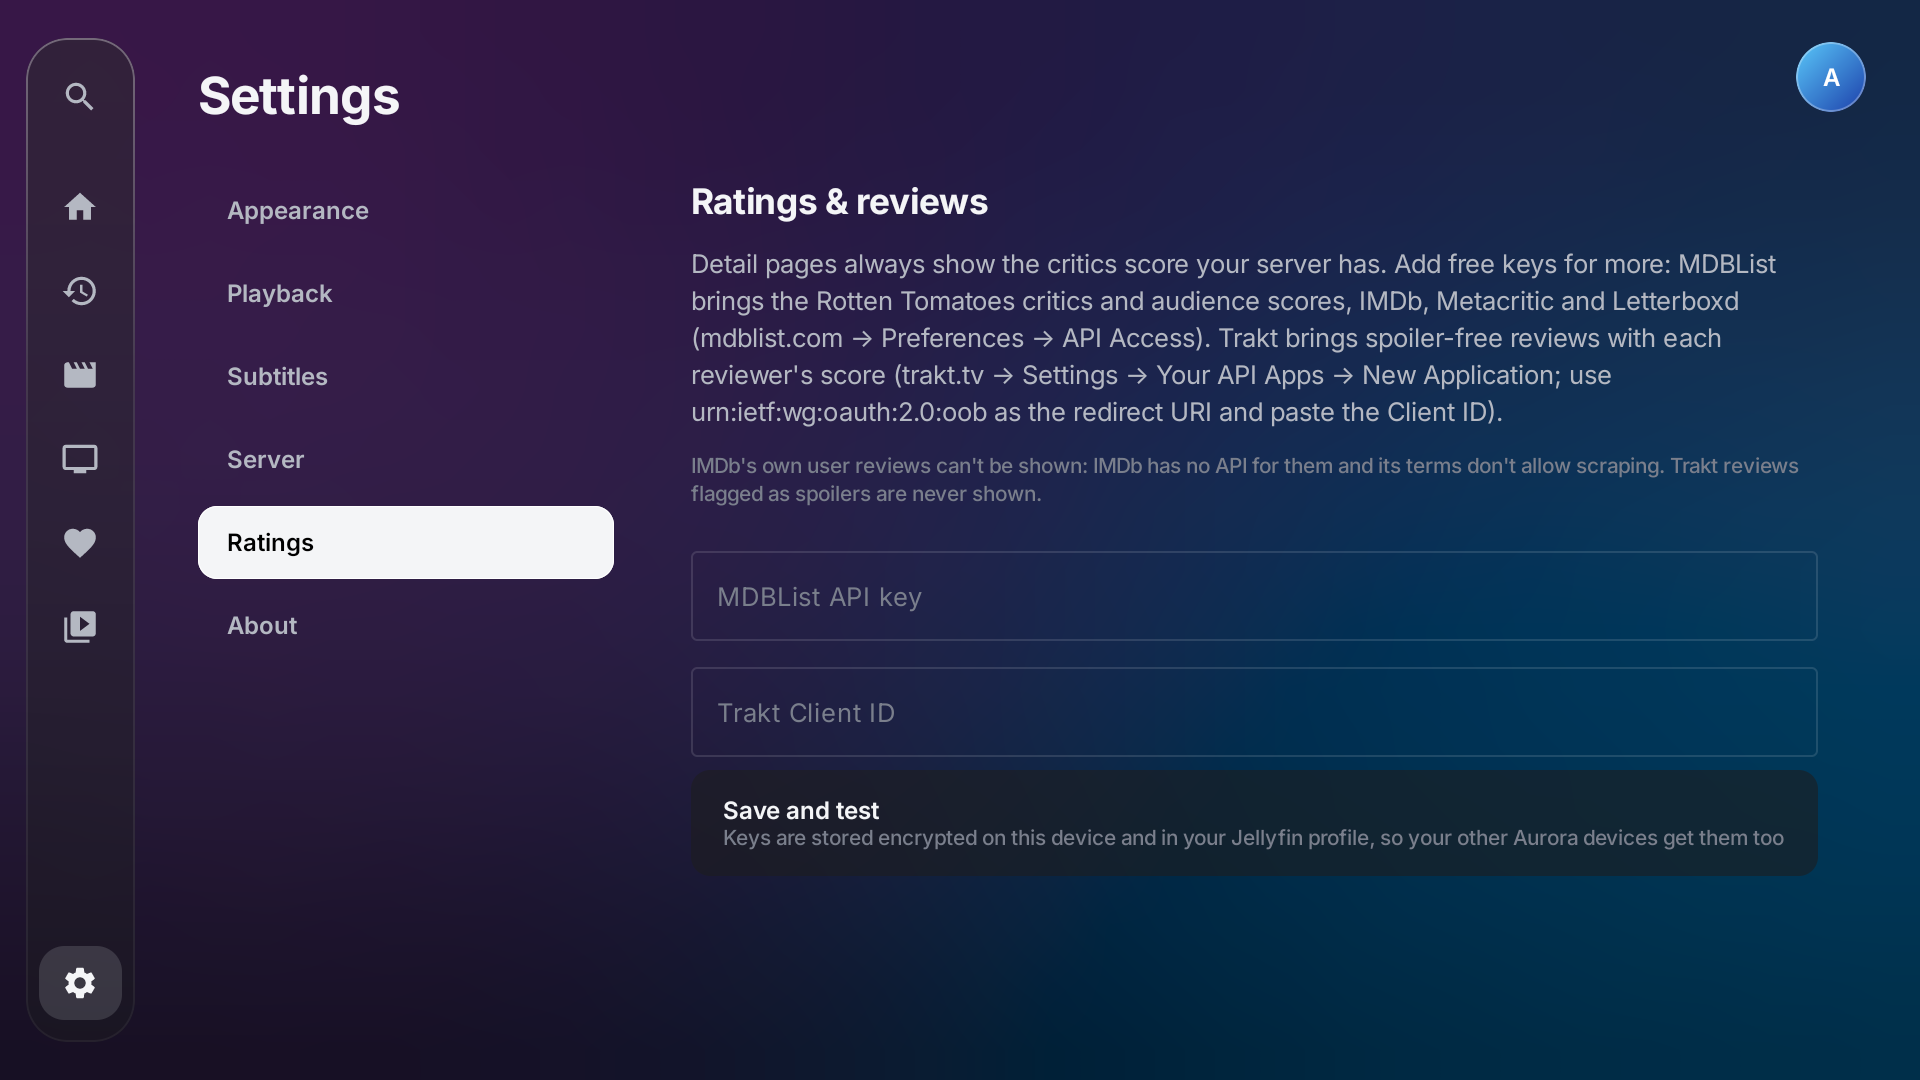 Settings
A
Appearance
Playback
Subtitles
Server
Ratings
About
Ratings & reviews
Detail pages always show the critics score your server has. Add free keys for more: MDBList
brings the Rotten Tomatoes critics and audience scores, IMDb, Metacritic and Letterboxd
(mdblist.com → Preferences → API Access). Trakt brings spoiler-free reviews with each
reviewer's score (trakt.tv → Settings → Your API Apps → New Application; use
urn:ietf:wg:oauth:2.0:oob as the redirect URI and paste the Client ID).
IMDb's own user reviews can't be shown: IMDb has no API for them and its terms don't allow scraping. Trakt reviews
flagged as spoilers are never shown.
MDBList API key
Trakt Client ID
Save and test
Keys are stored encrypted on this device and in your Jellyfin profile, so your other Aurora devices get them too